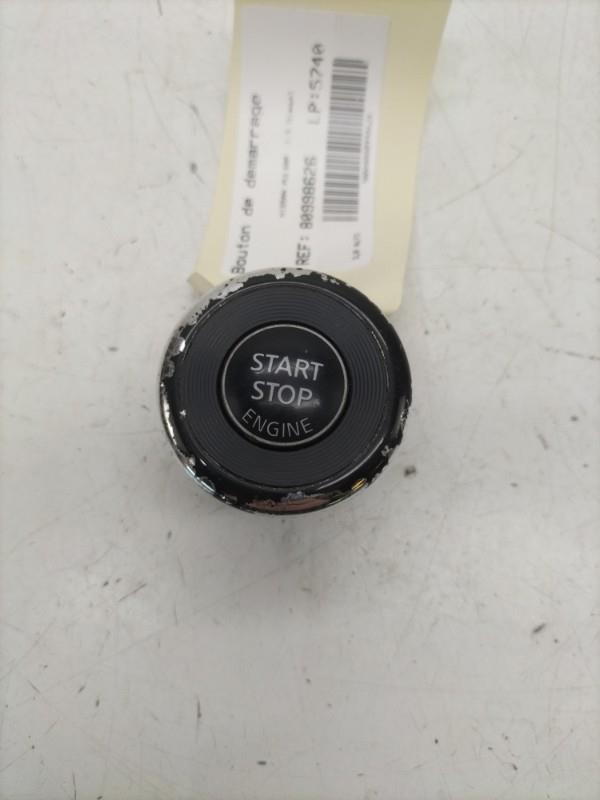 START
STOP
ENGINE
Bouton de demarrage
REF: 80998626 LP:5740